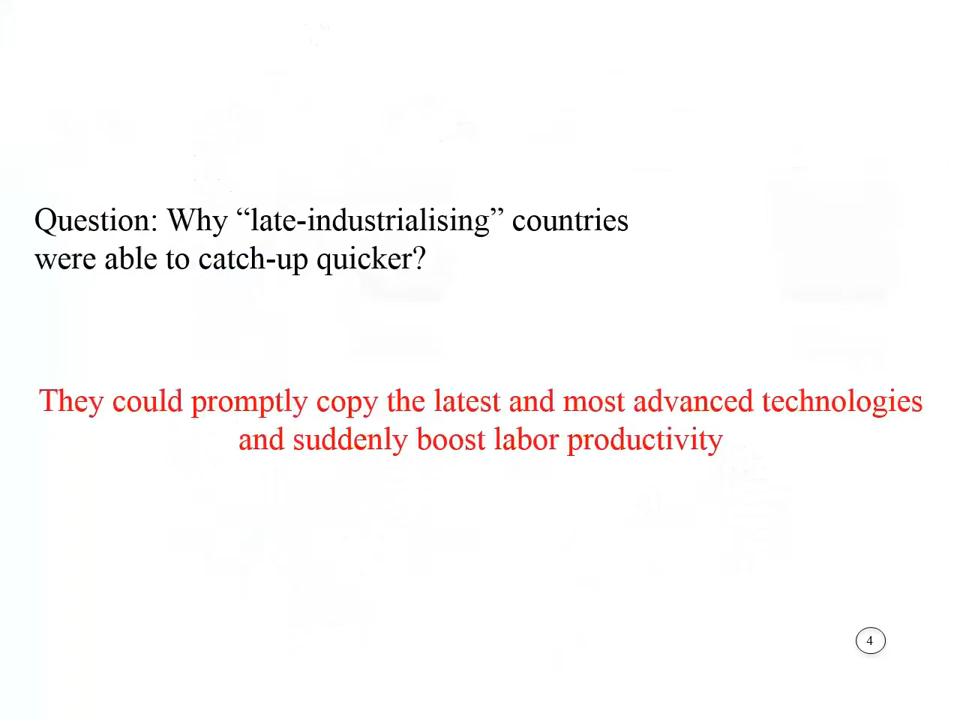 Question: Why “late-industrialising” countries
were able to catch-up quicker?
They could promptly copy the latest and most advanced technologies
and suddenly boost labor productivity
4